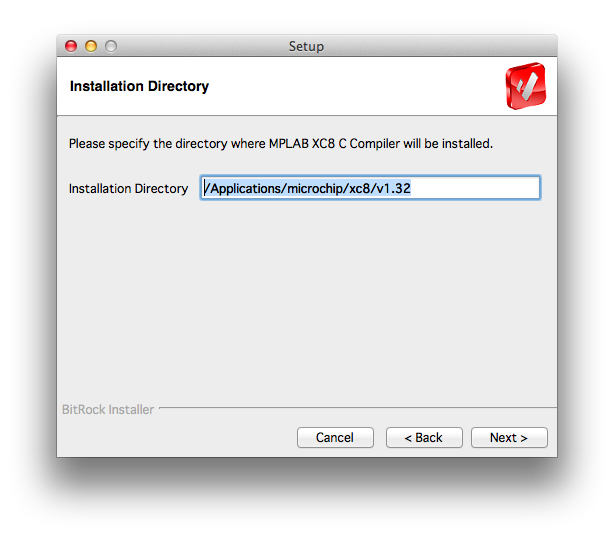 Setup
Installation Directory
Please specify the directory where MPLAB XC8 C Compiler will be installed.
Installation Directory /Applications/microchip/xc8/v1.32
BitRock Installer
Cancel < Back Next >